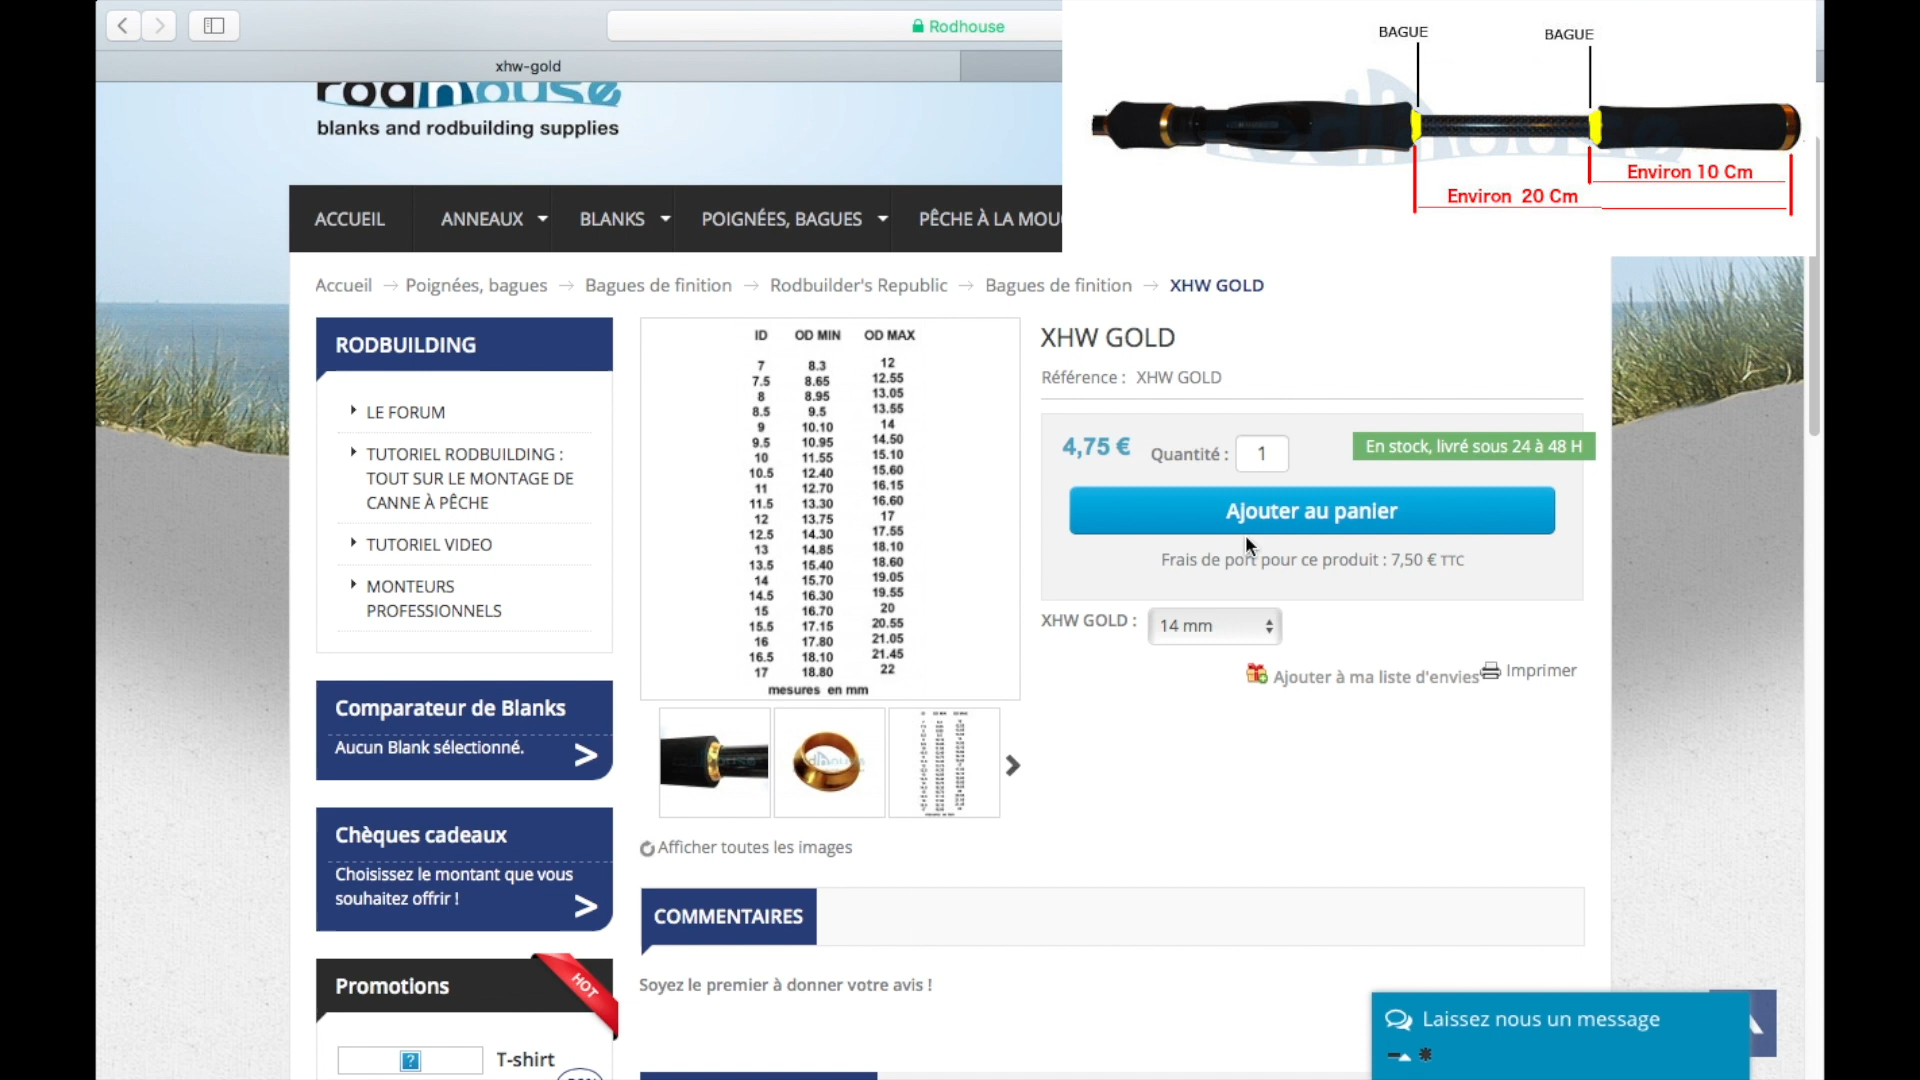 Rodhouse
xhw-gold
rodhouse
blanks and rodbuilding supplies
BAGUE
BAGUE
Environ 10 Cm
Environ 20 Cm
ACCUEIL
ANNEAUX
BLANKS
POIGNÉES, BAGUES
PÊCHE À LA MOU
Accueil → Poignées, bagues → Bagues de finition → Rodbuilder's Republic → Bagues de finition → XHW GOLD
RODBUILDING
LE FORUM
TUTORIEL RODBUILDING :
TOUT SUR LE MONTAGE DE
CANNE À PÊCHE
TUTORIEL VIDEO
MONTEURS
PROFESSIONNELS
Comparateur de Blanks
Aucun Blank sélectionné.
Chèques cadeaux
Choisissez le montant que vous
souhaitez offrir !
Promotions
HOT
T-shirt
ID OD MIN OD MAX
7 8.3 12
7.5 8.65 12.55
8 8.95 13.05
8.5 9.5 13.55
9 10.10 14
9.5 10.95 14.50
10 11.55 15.10
10.5 12.40 15.60
11 12.70 16.15
11.5 13.30 16.60
12 13.75 17
12.5 14.30 17.55
13 14.85 18.10
13.5 15.40 18.60
14 15.70 19.05
14.5 16.30 19.55
15 16.70 20
15.5 17.15 20.55
16 17.80 21.05
16.5 18.10 21.45
17 18.80 22
mesures en mm
Afficher toutes les images
XHW GOLD
Référence : XHW GOLD
4,75 €
Quantité : 1
En stock, livré sous 24 à 48 H
Ajouter au panier
Frais de port pour ce produit : 7,50 € TTC
XHW GOLD : 14 mm
Ajouter à ma liste d'envies
Imprimer
COMMENTAIRES
Soyez le premier à donner votre avis !
Laissez nous un message